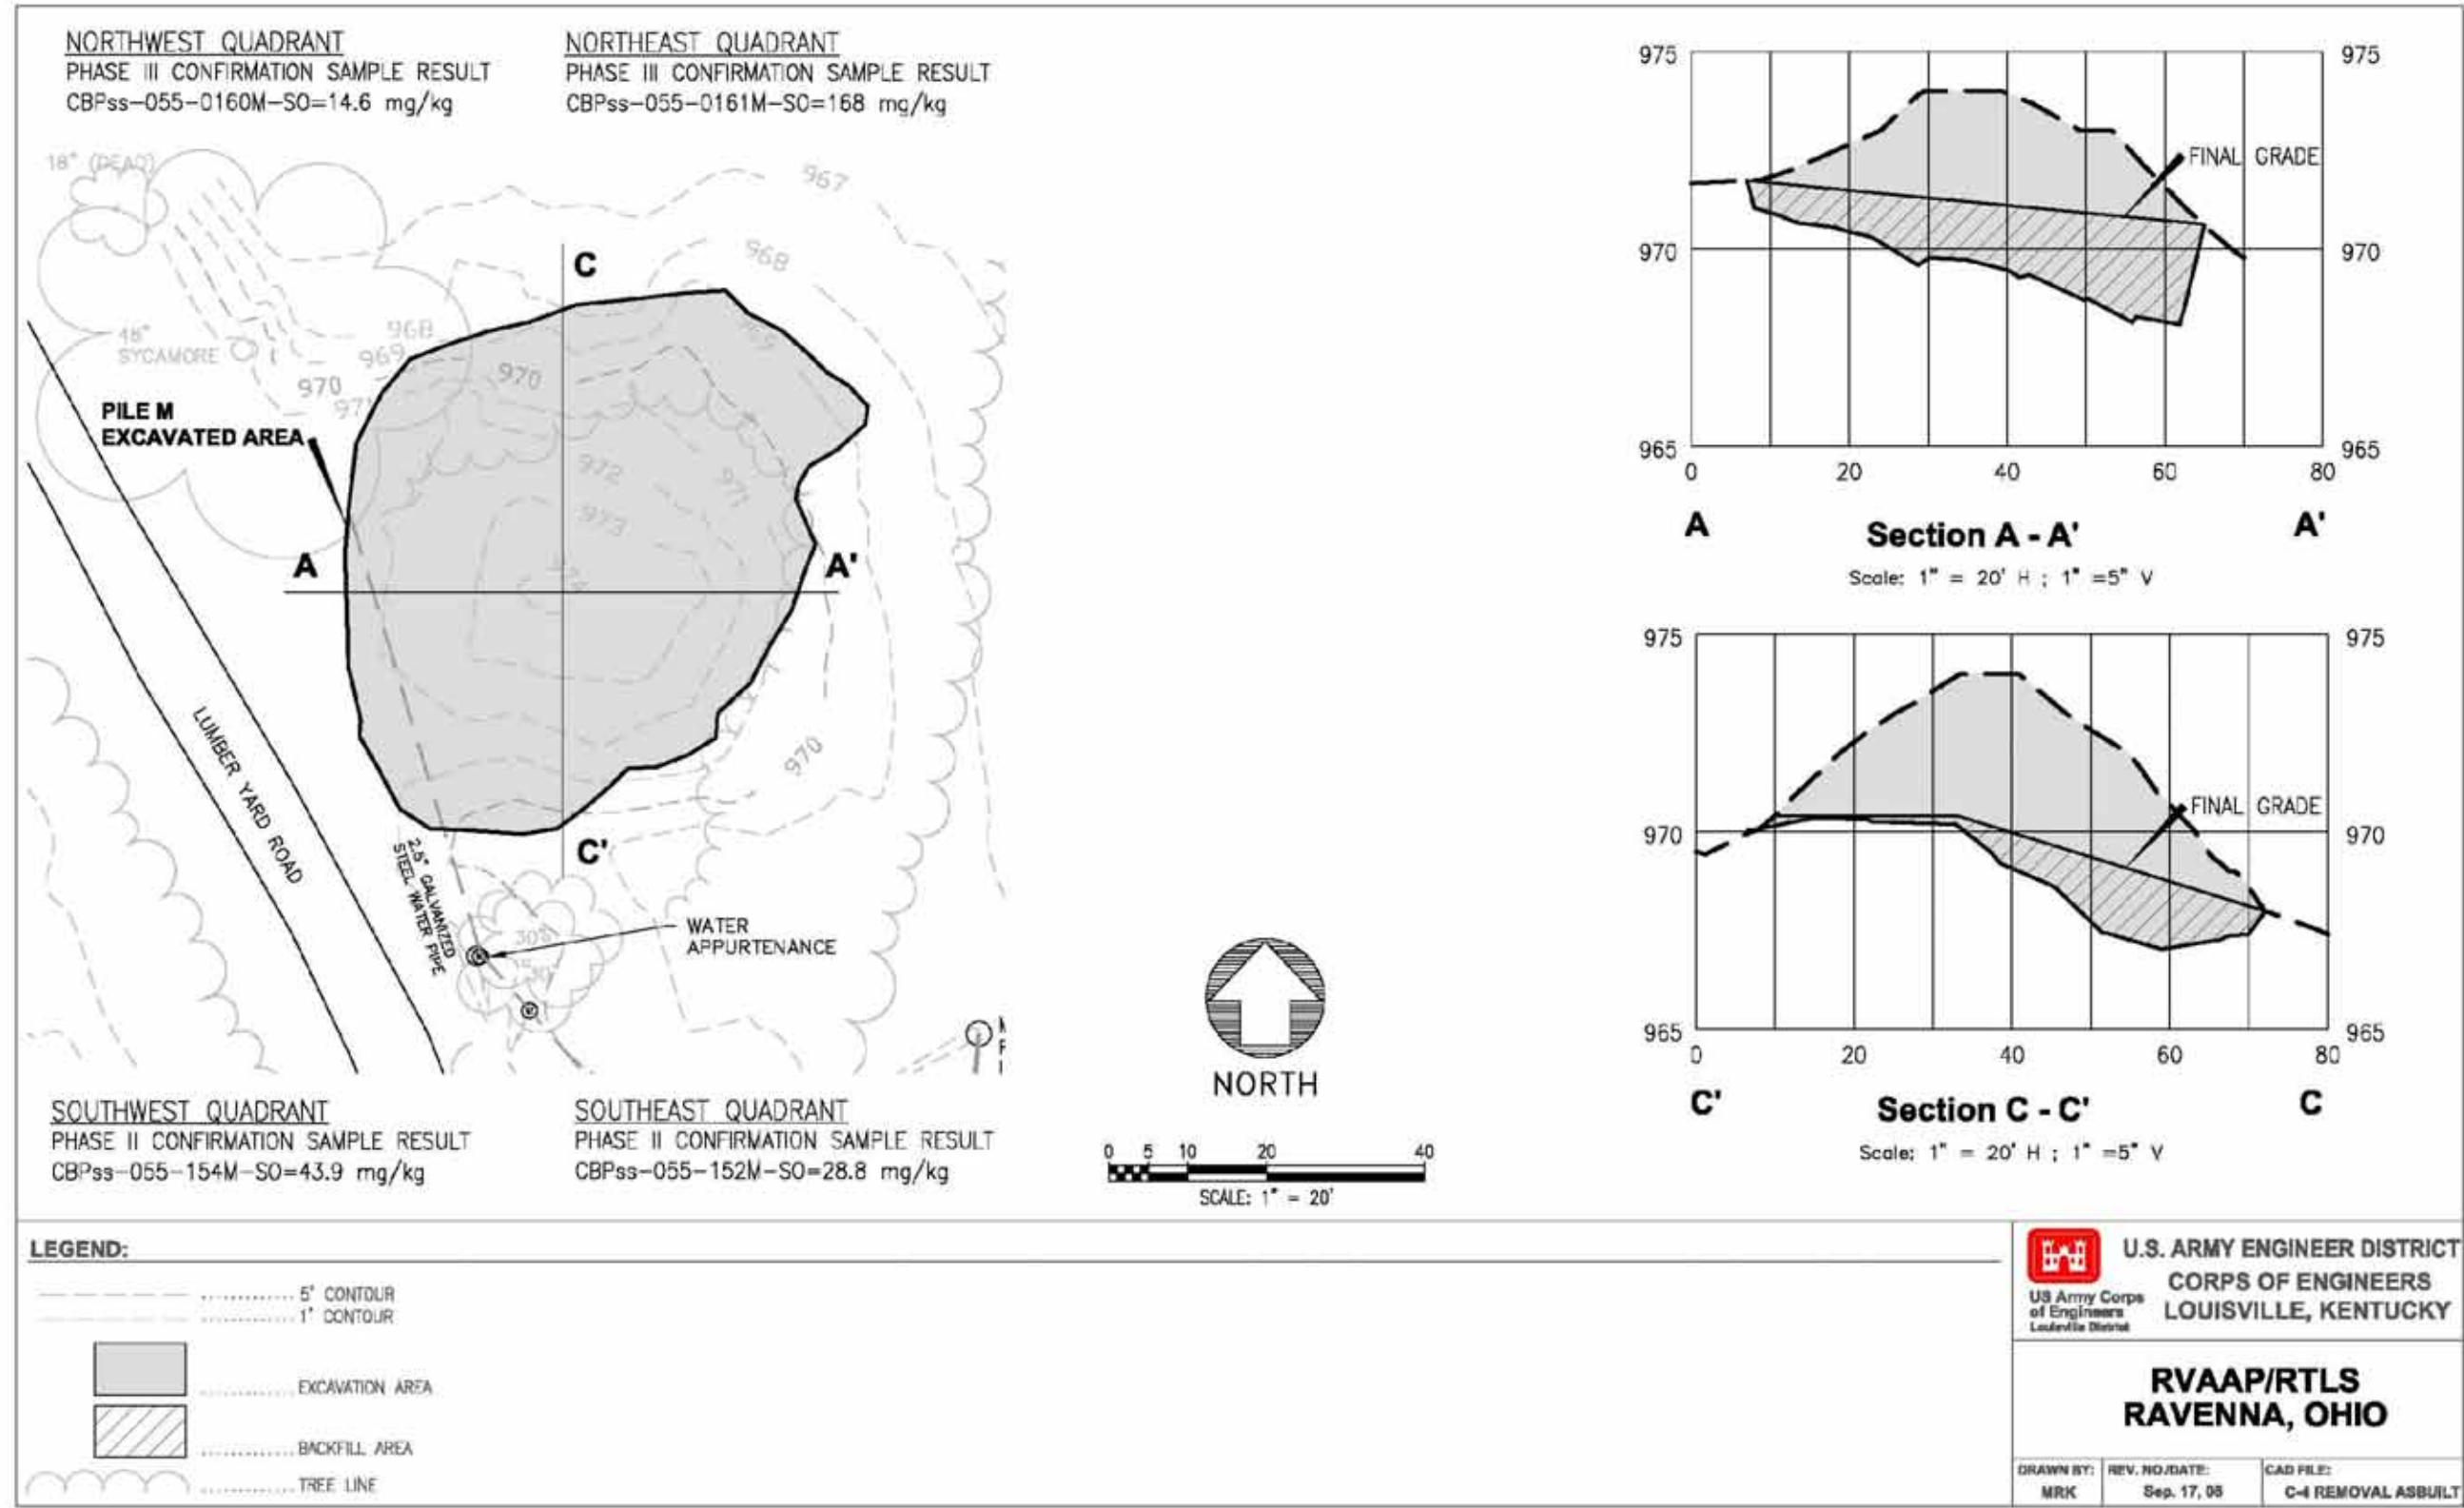 NORTHWEST QUADRANT
PHASE III CONFIRMATION SAMPLE RESULT
CBPss-055-0160M-SO=14.6 mg/kg
NORTHEAST QUADRANT
PHASE III CONFIRMATION SAMPLE RESULT
CBPss-055-0161M-SO=168 mg/kg
18" (DEAD)
967
968
C
48"
SYCAMORE
968
969
970
971
969
970
PILE M
EXCAVATED AREA
972
971
973
974
A
A'
970
LUMBER YARD ROAD
2.5" GALVANIZED
STEEL WATER PIPE
C'
WATER
APPURTENANCE
30"
30"
SOUTHWEST QUADRANT
PHASE II CONFIRMATION SAMPLE RESULT
CBPss-055-154M-SO=43.9 mg/kg
SOUTHEAST QUADRANT
PHASE II CONFIRMATION SAMPLE RESULT
CBPss-055-152M-SO=28.8 mg/kg
NORTH
0 5 10 20 40
SCALE: 1" = 20'
975 975
FINAL GRADE
970 970
965 965
0 20 40 60 80
A A'
Section A - A'
Scale: 1" = 20' H ; 1" =5" V
975 975
FINAL GRADE
970 970
965 965
0 20 40 60 80
C' C
Section C - C'
Scale: 1" = 20' H ; 1" =5" V
LEGEND:
5' CONTOUR
1' CONTOUR
EXCAVATION AREA
BACKFILL AREA
TREE LINE
US Army Corps
of Engineers
Louisville District
U.S. ARMY ENGINEER DISTRICT
CORPS OF ENGINEERS
LOUISVILLE, KENTUCKY
RVAAP/RTLS
RAVENNA, OHIO
DRAWN BY:
MRK
REV. NO./DATE:
Sep. 17, 08
CAD FILE:
C-4 REMOVAL ASBUILT